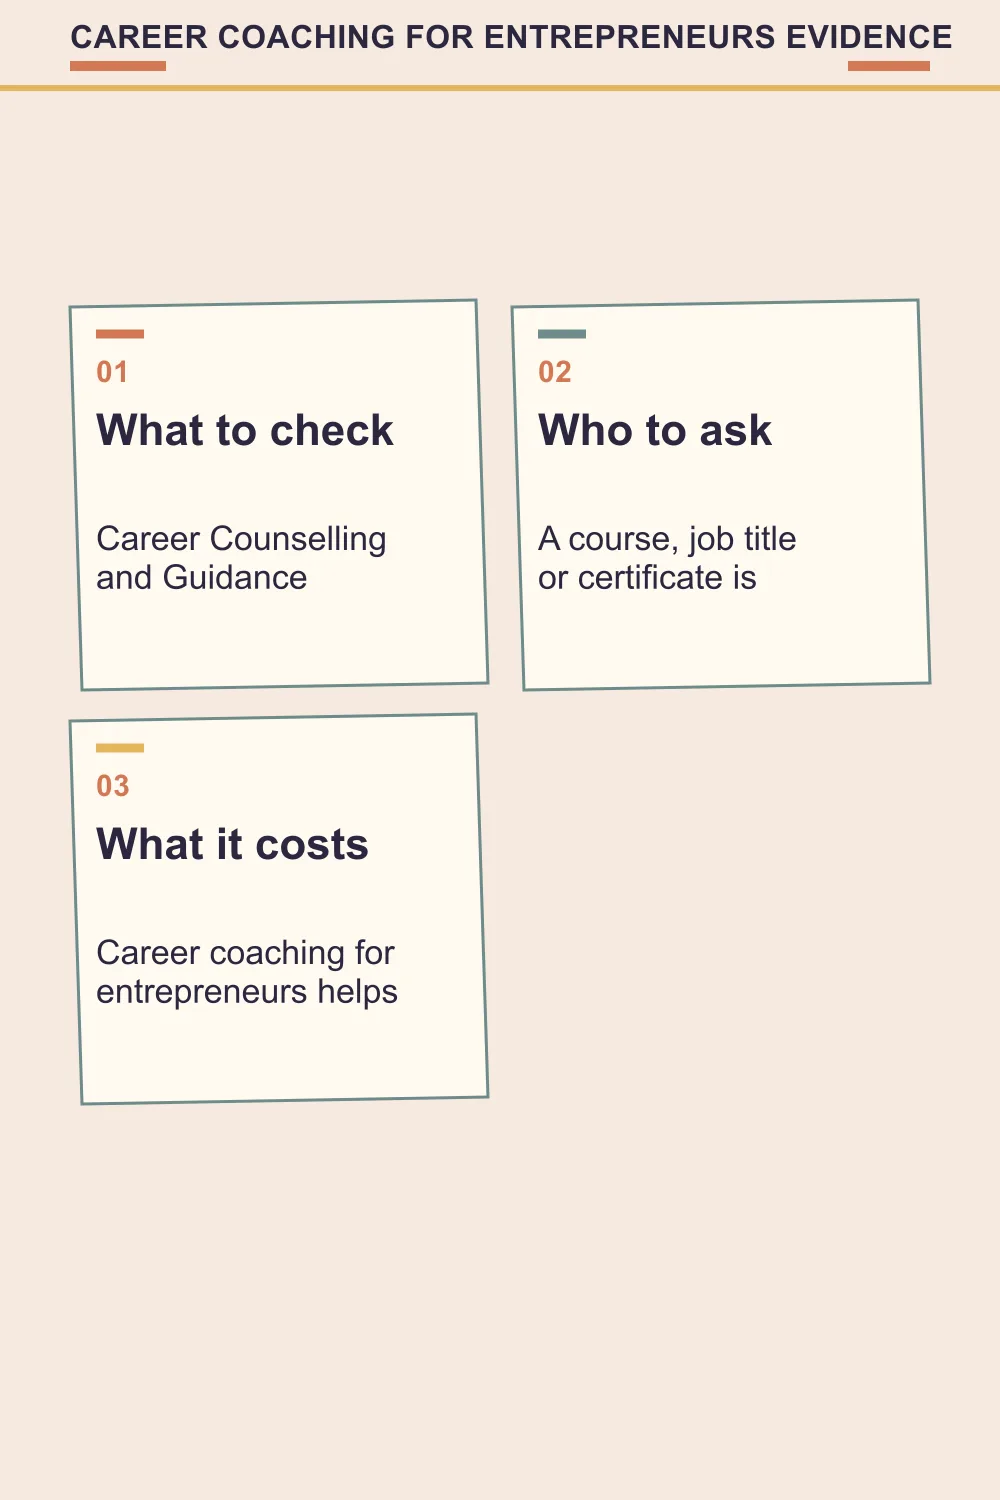 CAREER COACHING FOR ENTREPRENEURS EVIDENCE
01
What to check
Career Counselling
and Guidance
02
Who to ask
A course, job title
or certificate is
03
What it costs
Career coaching for
entrepreneurs helps